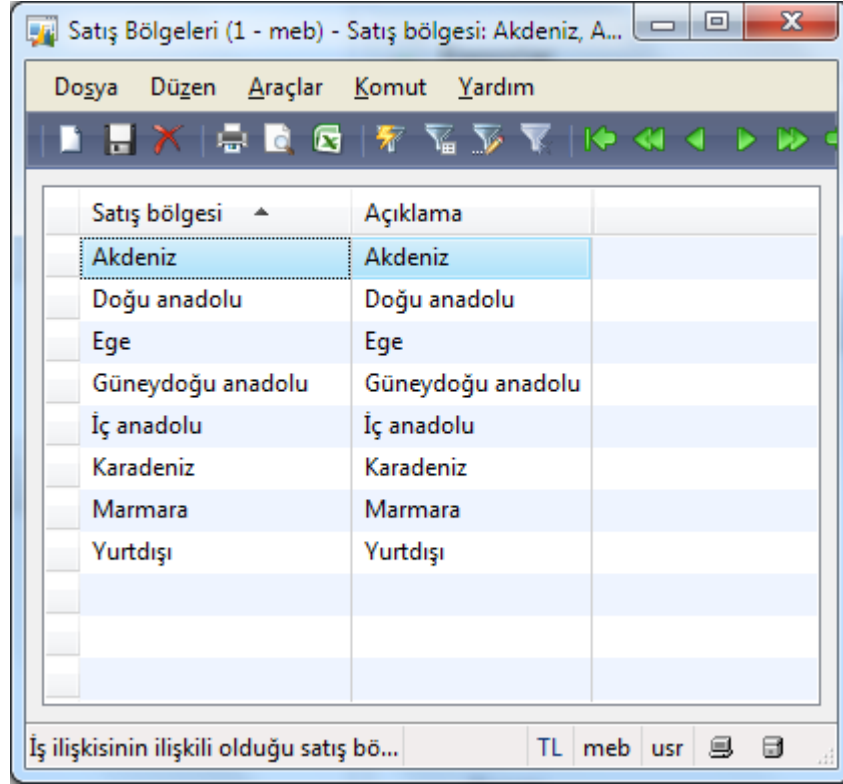 Satış Bölgeleri (1 - meb) - Satış bölgesi: Akdeniz, A...
Dosya Düzen Araçlar Komut Yardım
Satış bölgesi Açıklama
Akdeniz Akdeniz
Doğu anadolu Doğu anadolu
Ege Ege
Güneydoğu anadolu Güneydoğu anadolu
İç anadolu İç anadolu
Karadeniz Karadeniz
Marmara Marmara
Yurtdışı Yurtdışı
İş ilişkisinin ilişkili olduğu satış bö... TL meb usr